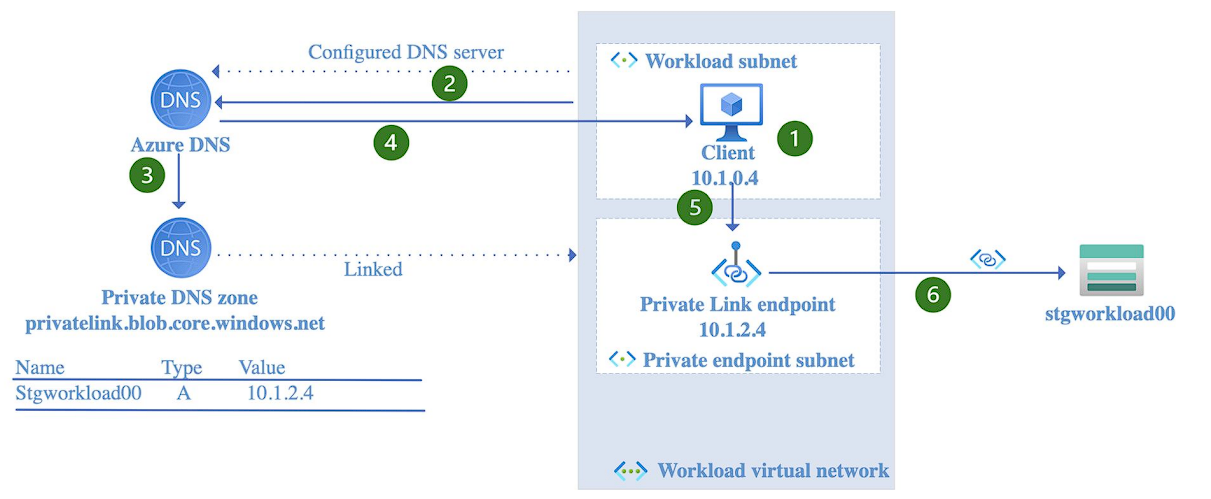 Configured DNS server
2
DNS
Azure DNS
4
3
DNS
Linked
Private DNS zone
privatelink.blob.core.windows.net
Name Type Value
Stgworkload00 A 10.1.2.4
Workload subnet
1
Client
10.1.0.4
5
Private Link endpoint
10.1.2.4
Private endpoint subnet
Workload virtual network
6
stgworkload00